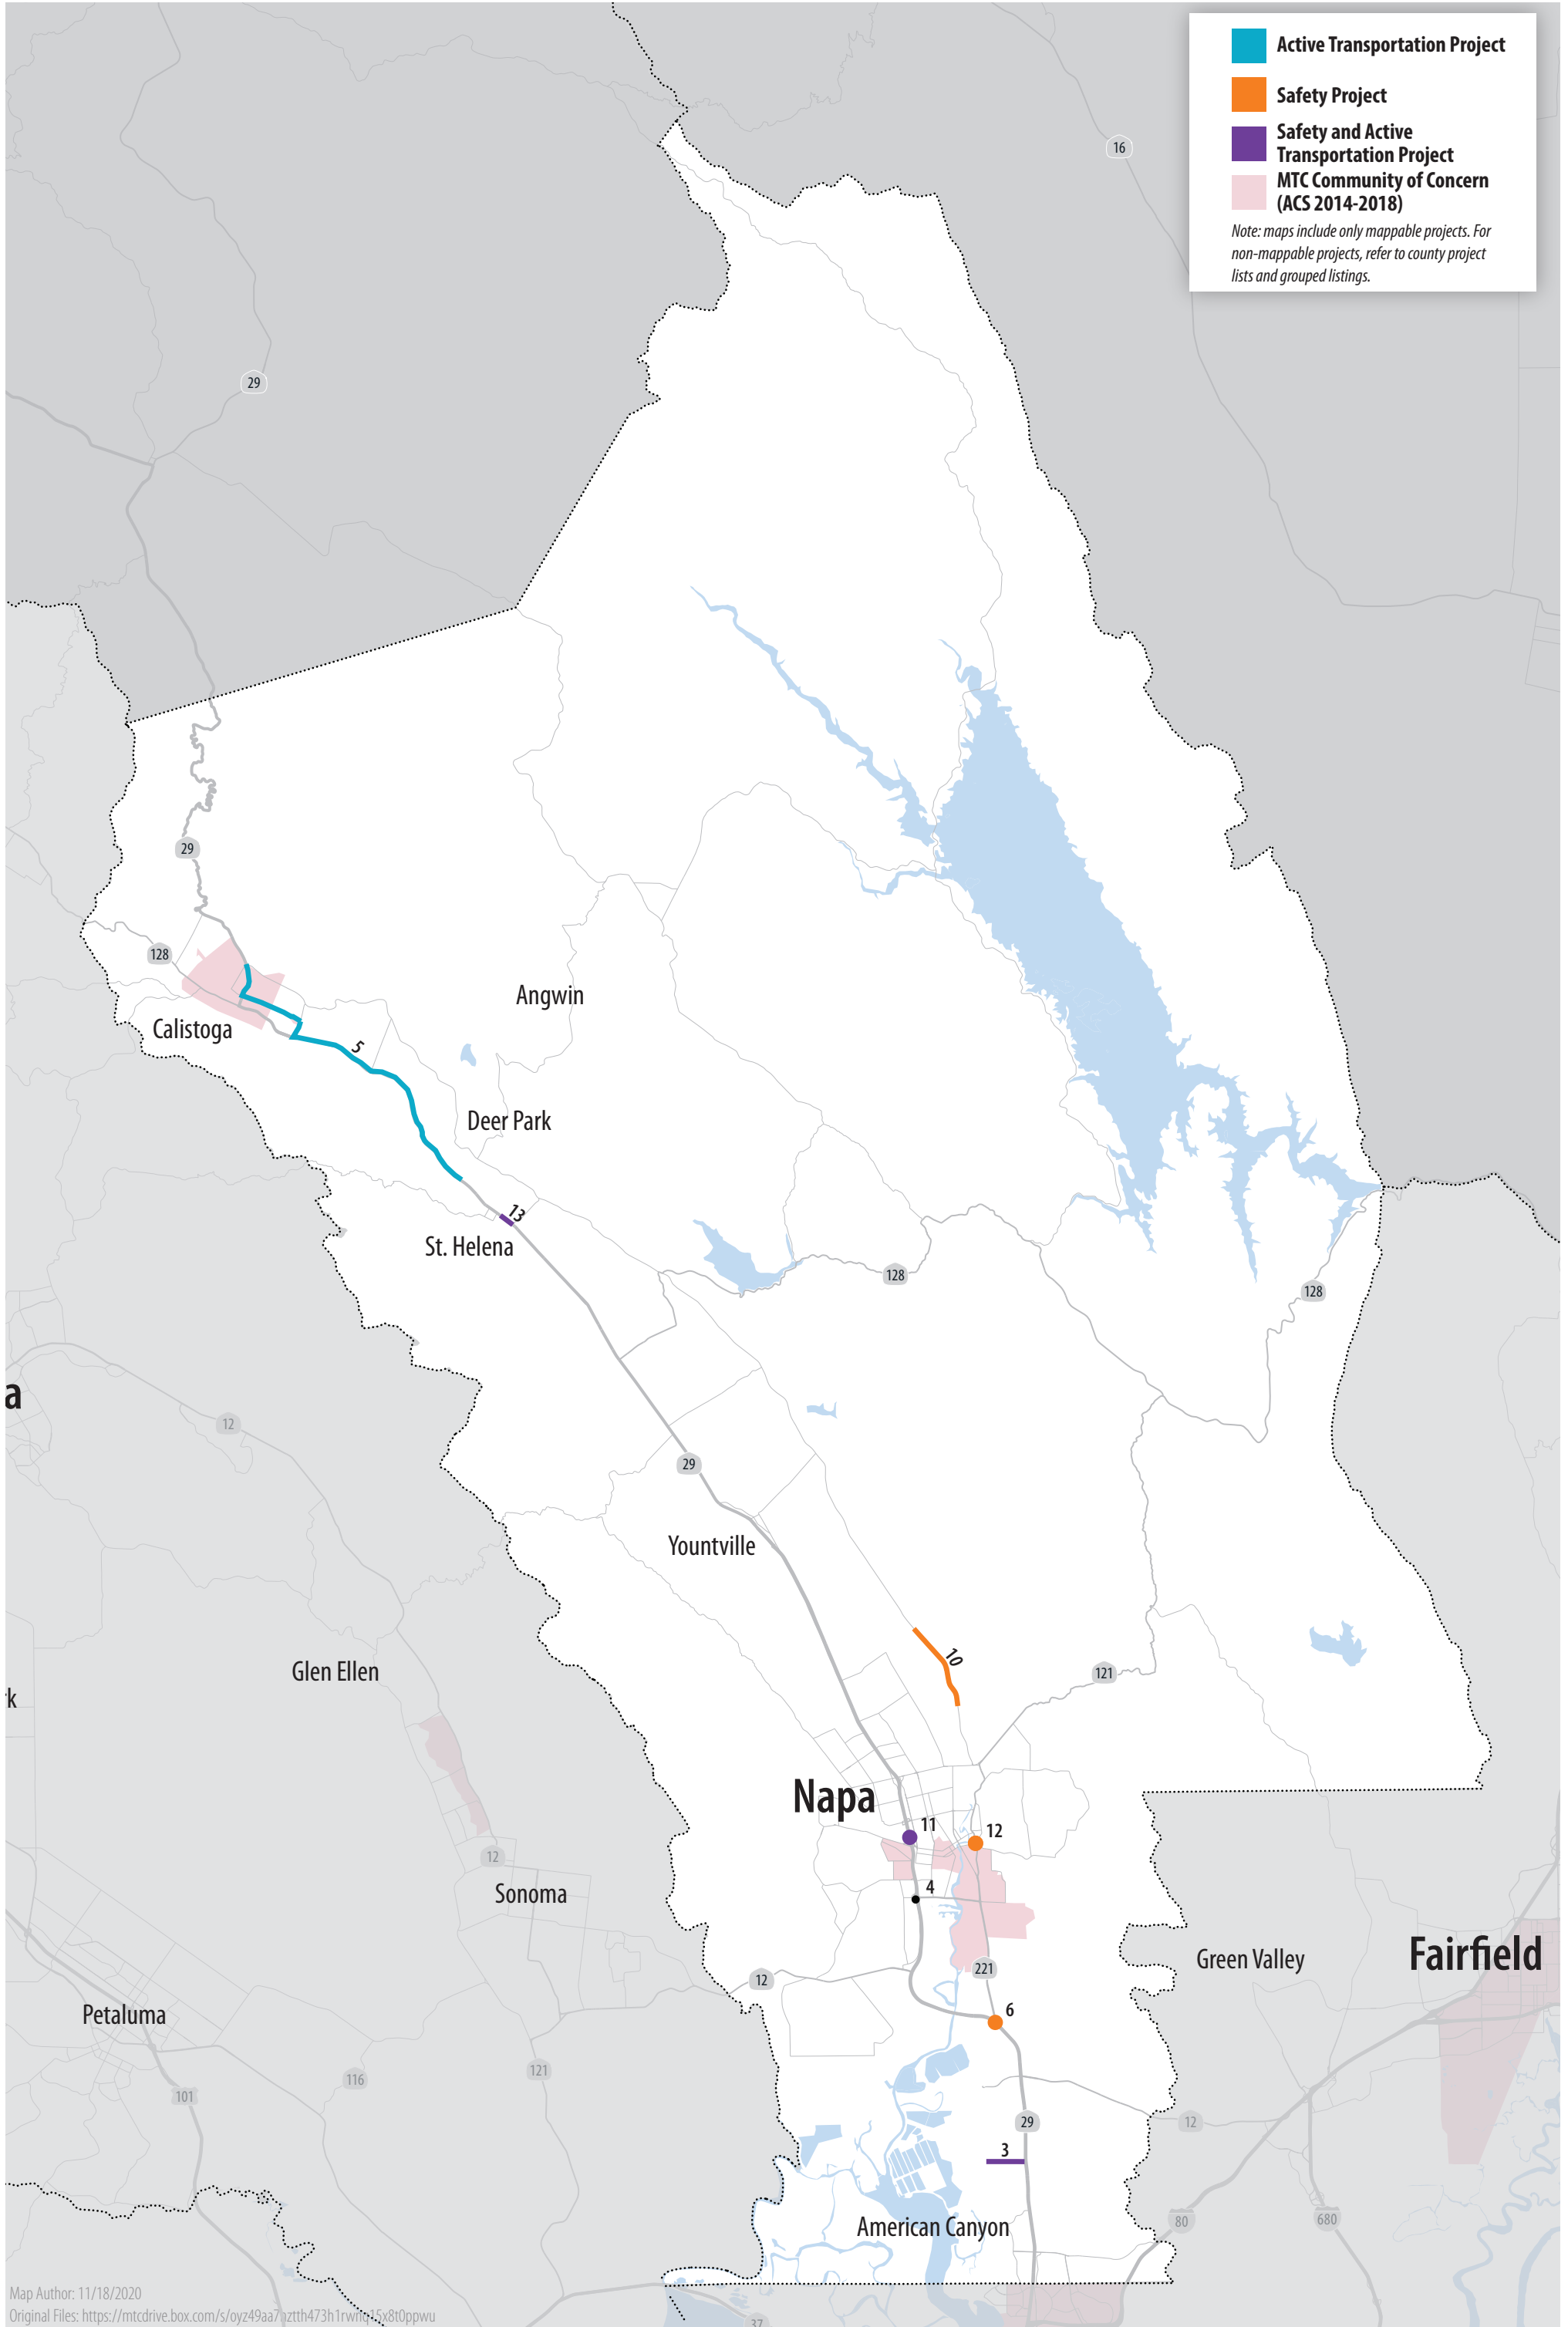 Active Transportation Project
Safety Project
Safety and Active
Transportation Project
MTC Community of Concern
(ACS 2014-2018)
Note: maps include only mappable projects. For
non-mappable projects, refer to county project
lists and grouped listings.
16
29
29
128
Angwin
Calistoga
5
Deer Park
13
St. Helena
128
128
a
12
29
Yountville
10
Glen Ellen
121
k
Napa
11
12
12
4
Sonoma
Green Valley
Fairfield
221
12
6
Petaluma
121
116
101
29
12
3
80
680
American Canyon
Map Author: 11/18/2020
Original Files:
37